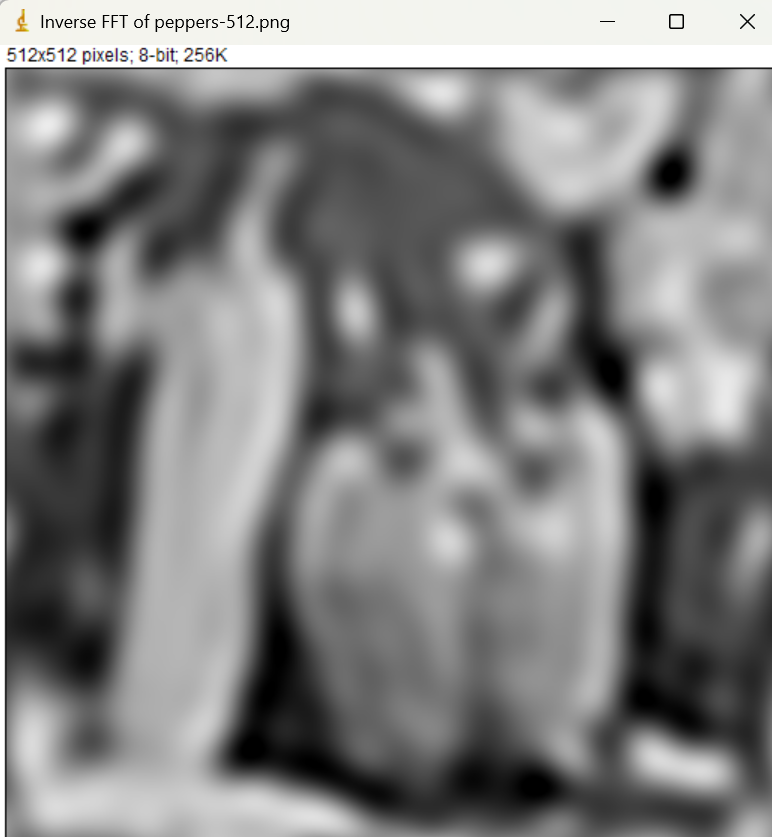 Inverse FFT of peppers-512.png
512x512 pixels; 8-bit; 256K